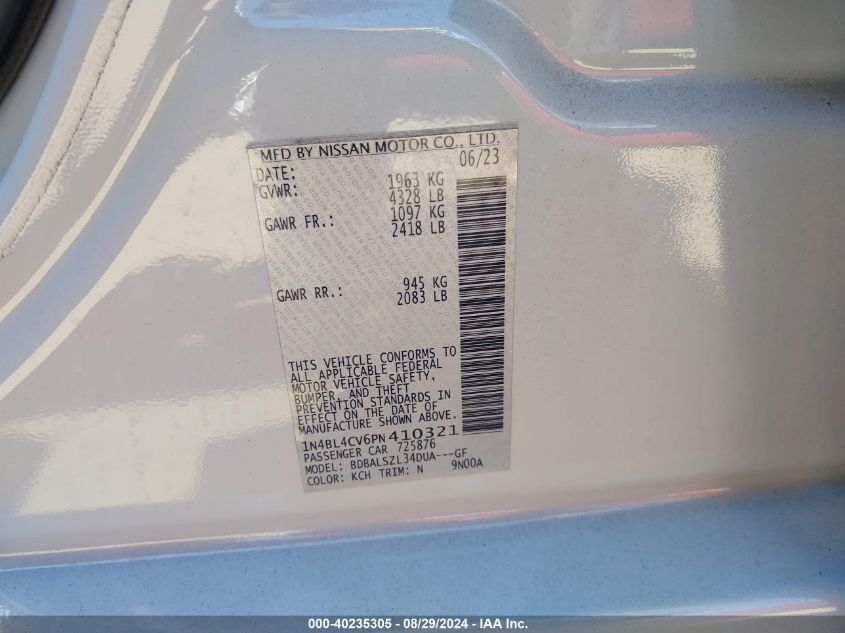 MFD BY NISSAN MOTOR CO., LTD.
DATE: 06/23
GVWR: 1963 KG
4328 LB
GAWR FR.: 1097 KG
2418 LB
GAWR RR.: 945 KG
2083 LB
THIS VEHICLE CONFORMS TO
ALL APPLICABLE FEDERAL
MOTOR VEHICLE SAFETY,
BUMPER, AND THEFT
PREVENTION STANDARDS IN
EFFECT ON THE DATE OF
MANUFACTURE SHOWN ABOVE.
1N4BL4CV6PN 410321
PASSENGER CAR 725876
MODEL: BDBALSZL34DUA---GF
COLOR: KCH TRIM: N 9N00A
000-40235305 - 08/29/2024 - IAA Inc.